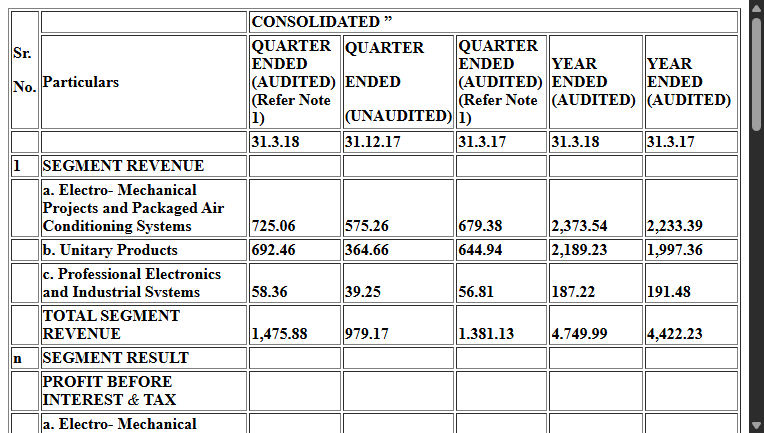 CONSOLIDATED ”
Sr.
No.
Particulars
QUARTER
ENDED
(AUDITED)
(Refer Note
1)
QUARTER
ENDED
(UNAUDITED)
QUARTER
ENDED
(AUDITED)
(Refer Note
1)
YEAR
ENDED
(AUDITED)
YEAR
ENDED
(AUDITED)
31.3.18 31.12.17 31.3.17 31.3.18 31.3.17
1 SEGMENT REVENUE
a. Electro- Mechanical
Projects and Packaged Air
Conditioning Systems 725.06 575.26 679.38 2,373.54 2,233.39
b. Unitary Products 692.46 364.66 644.94 2,189.23 1,997.36
c. Professional Electronics
and Industrial Svstems 58.36 39.25 56.81 187.22 191.48
TOTAL SEGMENT
REVENUE 1,475.88 979.17 1.381.13 4.749.99 4,422.23
n SEGMENT RESULT
PROFIT BEFORE
INTEREST & TAX
a. Electro- Mechanical